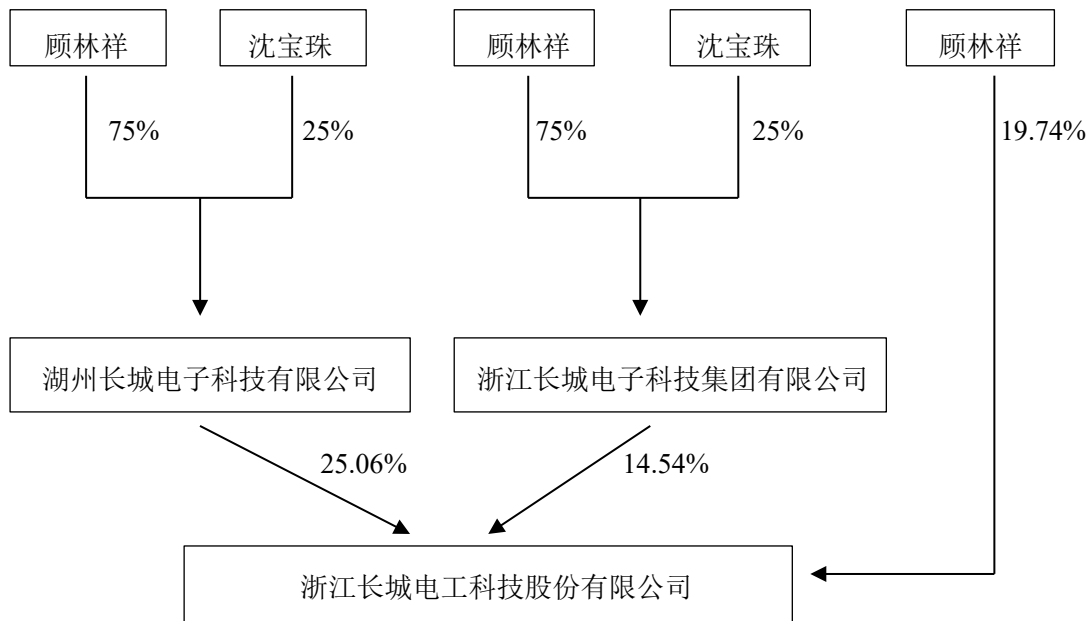 顾林祥
沈宝珠
顾林祥
沈宝珠
顾林祥
75%
25%
75%
25%
19.74%
湖州长城电子科技有限公司
浙江长城电子科技集团有限公司
25.06%
14.54%
浙江长城电工科技股份有限公司